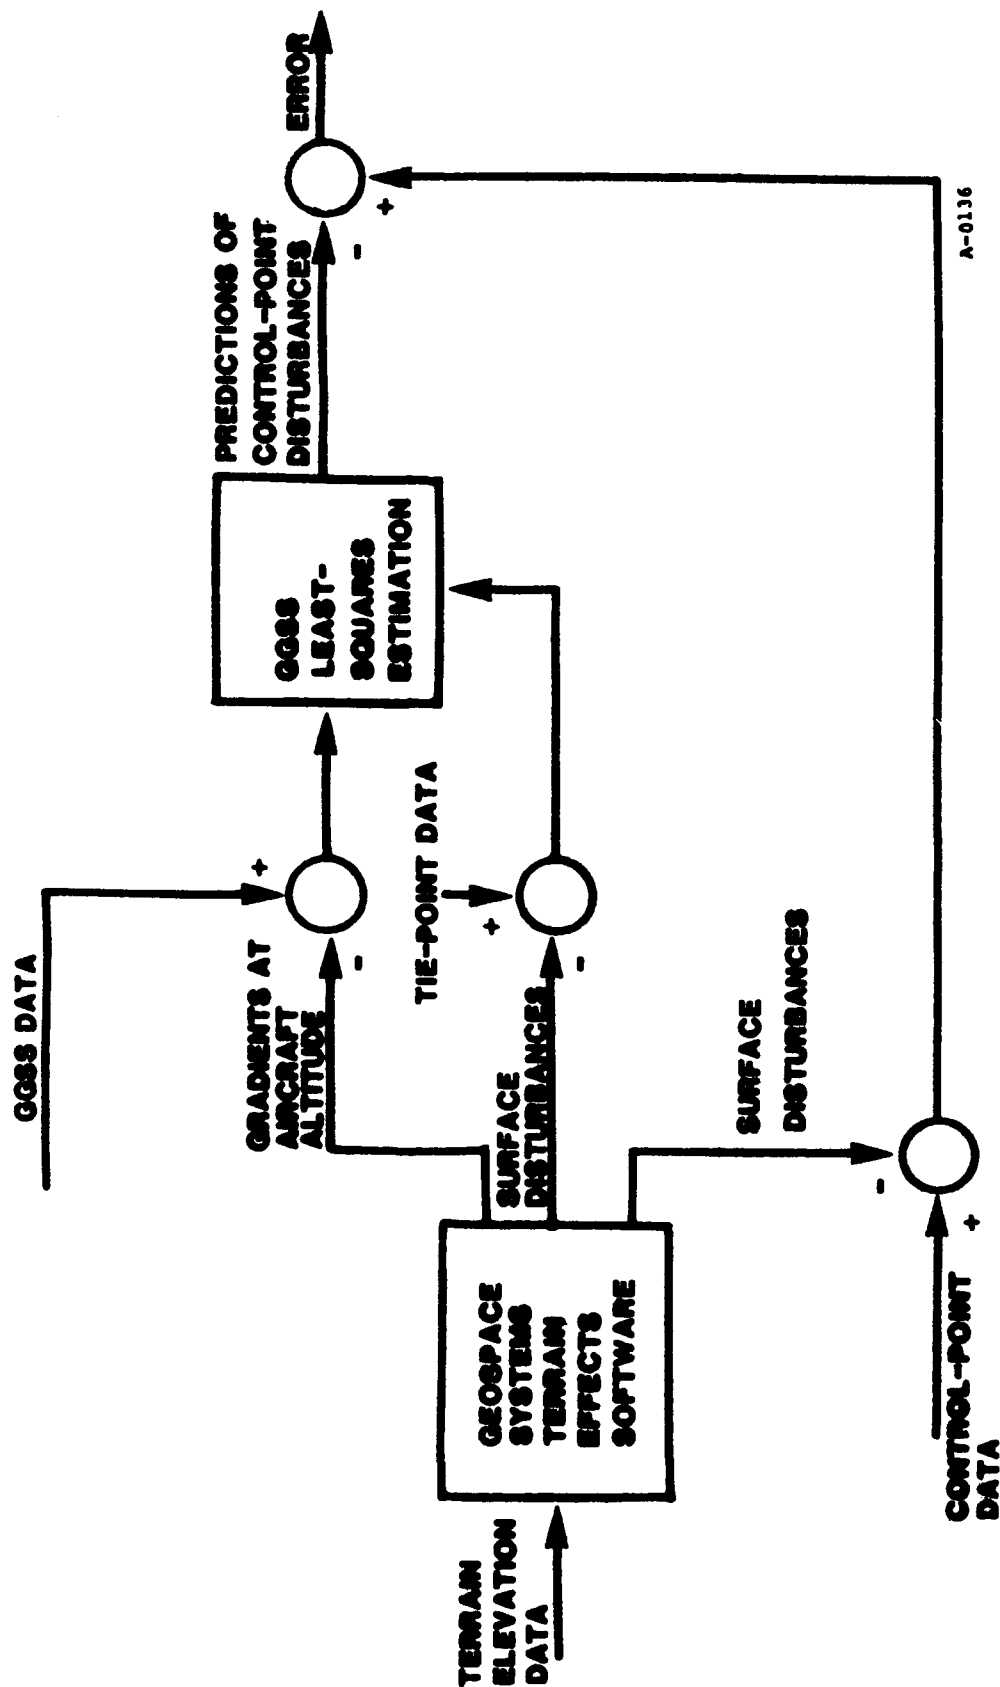 GGSS DATA
GRADIENTS AT
AIRCRAFT
ALTITUDE
+
-
TIE-POINT DATA
+
-
GGSS
LEAST-
SQUARES
ESTIMATION
PREDICTIONS OF
CONTROL-POINT
DISTURBANCES
-
+
ERROR
TERRAIN
ELEVATION
DATA
GEOSPACE
SYSTEMS
TERRAIN
EFFECTS
SOFTWARE
SURFACE
DISTURBANCES
SURFACE
DISTURBANCES
-
+
CONTROL-POINT
DATA
A-0136